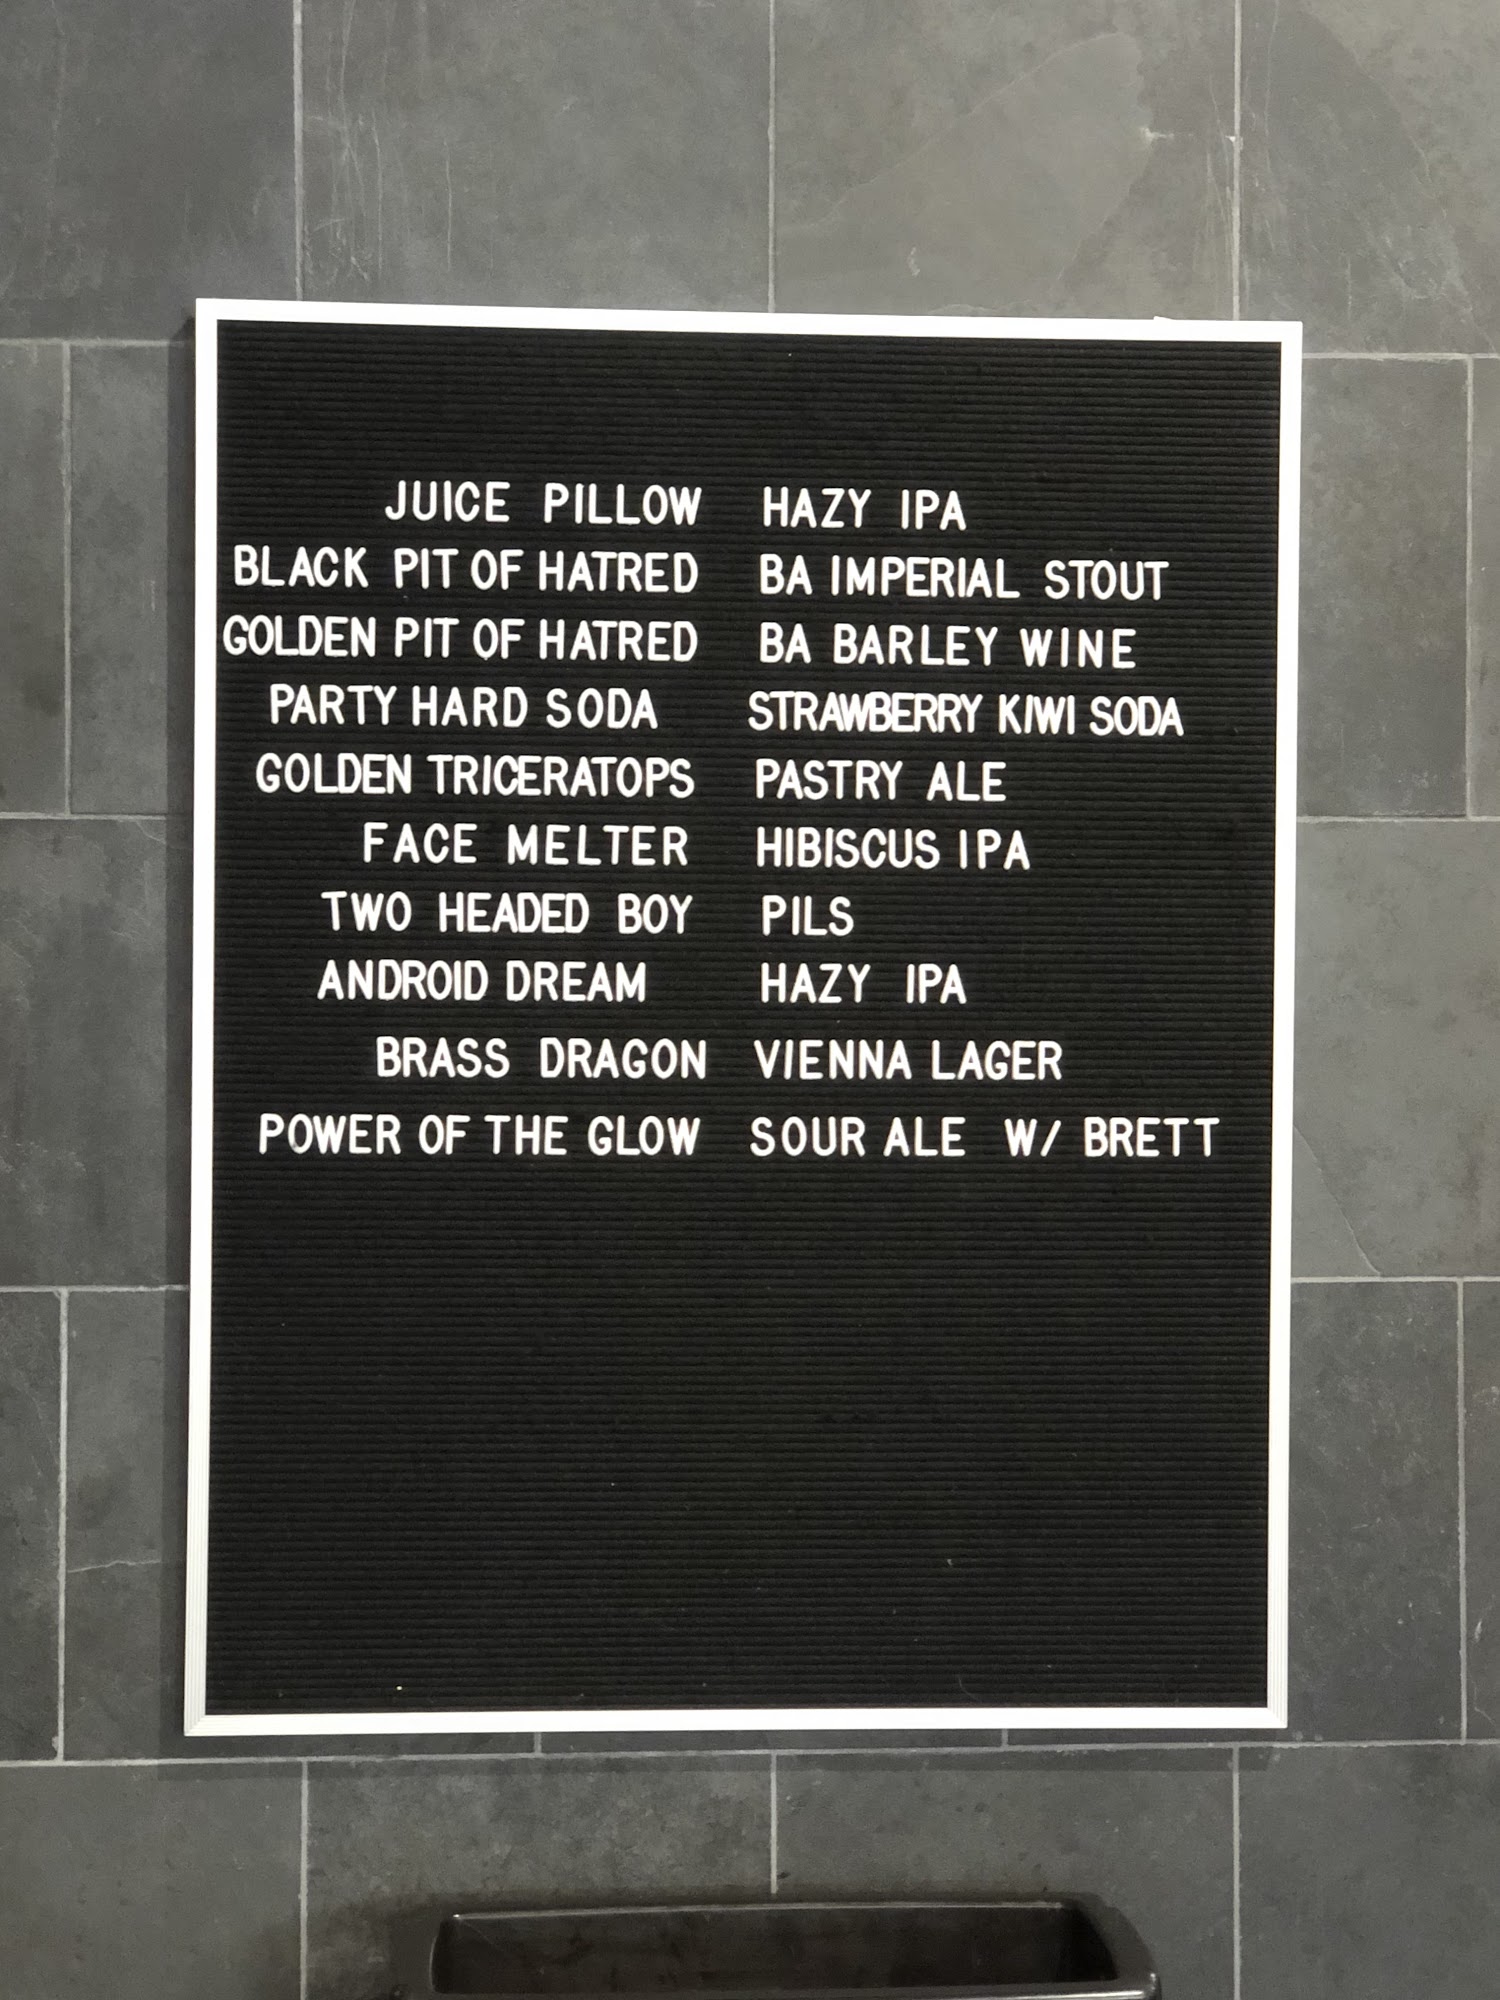 JUICE PILLOW HAZY IPA
BLACK PIT OF HATRED BA IMPERIAL STOUT
GOLDEN PIT OF HATRED BA BARLEY WINE
PARTY HARD SODA STRAWBERRY KIWI SODA
GOLDEN TRICERATOPS PASTRY ALE
FACE MELTER HIBISCUS IPA
TWO HEADED BOY PILS
ANDROID DREAM HAZY IPA
BRASS DRAGON VIENNA LAGER
POWER OF THE GLOW SOUR ALE W/ BRETT